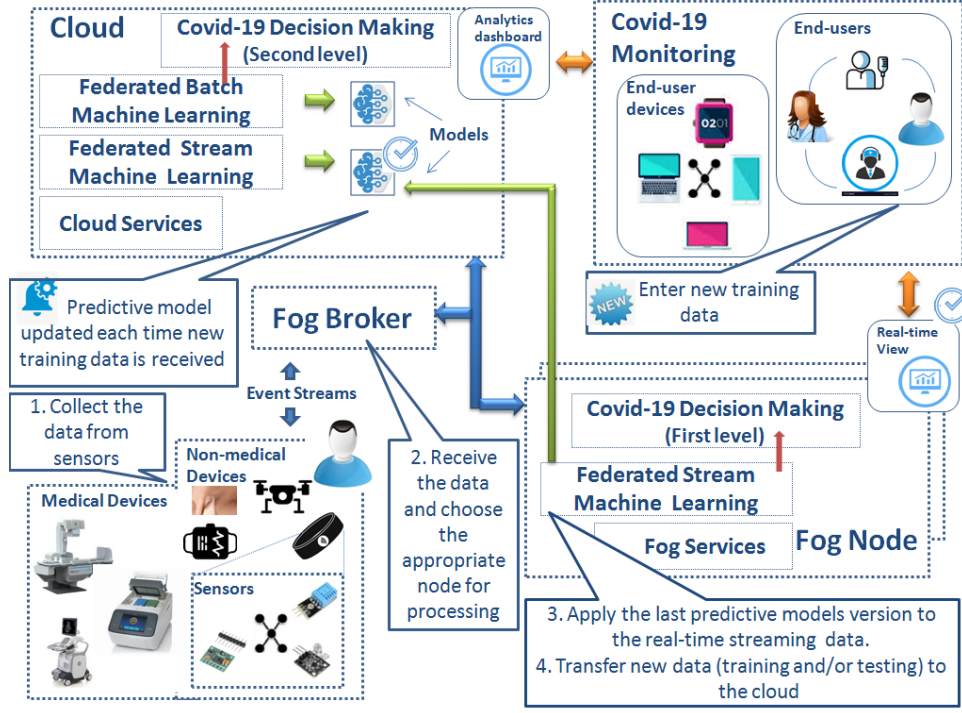 Cloud
Covid-19 Decision Making
(Second level)
Analytics
dashboard
Federated Batch
Machine Learning
Models
Federated Stream
Machine Learning
Cloud Services
Covid-19
Monitoring
End-user
devices
0201
End-users
Predictive model
updated each time new
training data is received
Fog Broker
NEW
Enter new training
data
Real-time
View
Event Streams
1. Collect the
data from
sensors
Non-medical
Devices
Medical Devices
Sensors
2. Receive
the data
and choose
the
appropriate
node for
processing
Covid-19 Decision Making
(First level)
Federated Stream
Machine Learning
Fog Services
Fog Node
3. Apply the last predictive models version to
the real-time streaming data.
4. Transfer new data (training and/or testing) to
the cloud